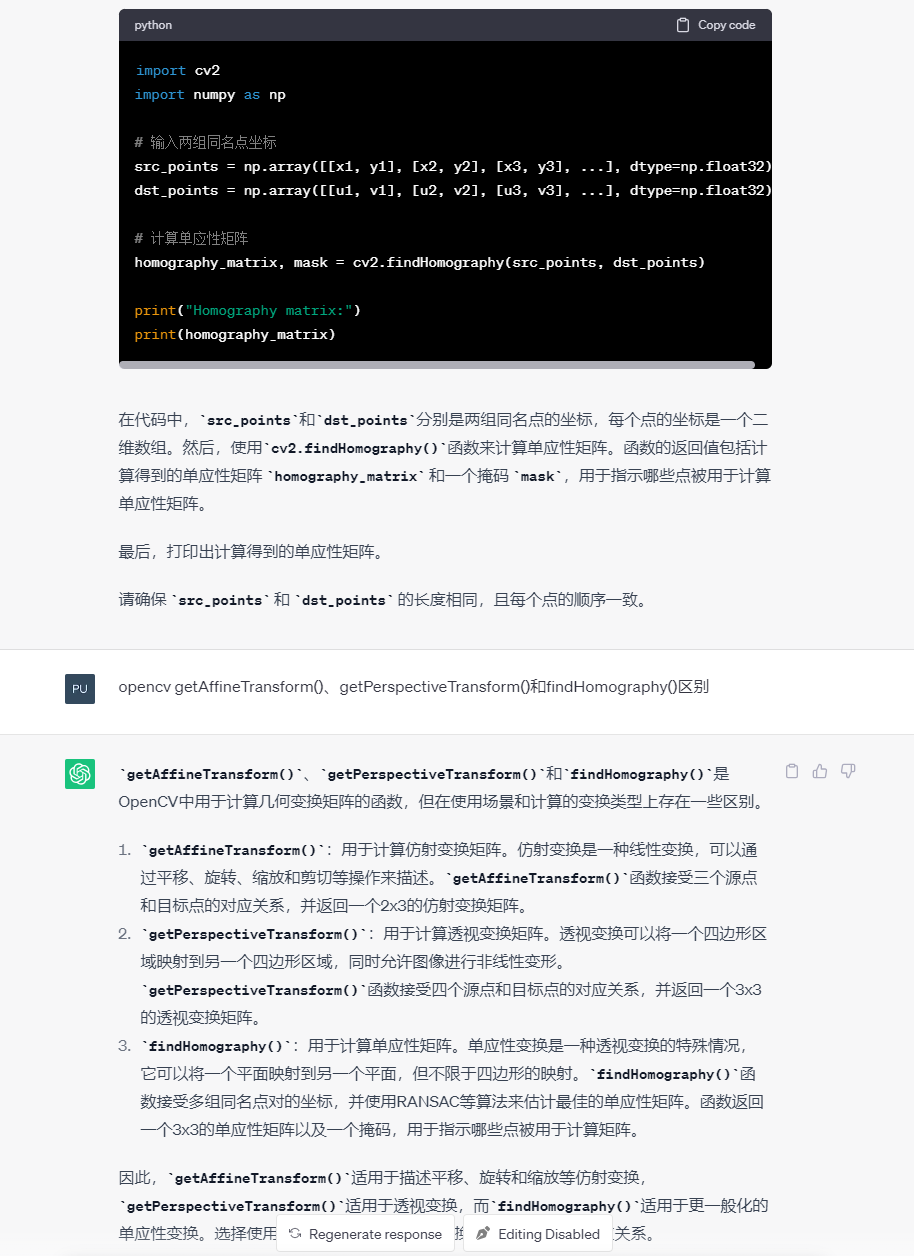 python
Copy code
import cv2
import numpy as np
# 输入两组同名点坐标
src_points = np.array([[x1, y1], [x2, y2], [x3, y3], ...], dtype=np.float32)
dst_points = np.array([[u1, v1], [u2, v2], [u3, v3], ...], dtype=np.float32)
# 计算单应性矩阵
homography_matrix, mask = cv2.findHomography(src_points, dst_points)
print("Homography matrix:")
print(homography_matrix)
在代码中，`src_points`和`dst_points`分别是两组同名点的坐标，每个点的坐标是一个二
维数组。然后，使用`cv2.findHomography()`函数来计算单应性矩阵。函数的返回值包括计
算得到的单应性矩阵 `homography_matrix` 和一个掩码 `mask`，用于指示哪些点被用于计算
单应性矩阵。
最后，打印出计算得到的单应性矩阵。
请确保 `src_points` 和 `dst_points` 的长度相同，且每个点的顺序一致。
PU
opencv getAffineTransform()、getPerspectiveTransform()和findHomography()区别
`getAffineTransform()`、`getPerspectiveTransform()`和`findHomography()`是
OpenCV中用于计算几何变换矩阵的函数，但在使用场景和计算的变换类型上存在一些区别。
1. `getAffineTransform()`：用于计算仿射变换矩阵。仿射变换是一种线性变换，可以通
过平移、旋转、缩放和剪切等操作来描述。`getAffineTransform()`函数接受三个源点
和目标点的对应关系，并返回一个2x3的仿射变换矩阵。
2. `getPerspectiveTransform()`：用于计算透视变换矩阵。透视变换可以将一个四边形区
域映射到另一个四边形区域，同时允许图像进行非线性变形。
`getPerspectiveTransform()`函数接受四个源点和目标点的对应关系，并返回一个3x3
的透视变换矩阵。
3. `findHomography()`：用于计算单应性矩阵。单应性变换是一种透视变换的特殊情况，
它可以将一个平面映射到另一个平面，但不限于四边形的映射。`findHomography()`函
数接受多组同名点对的坐标，并使用RANSAC等算法来估计最佳的单应性矩阵。函数返回
一个3x3的单应性矩阵以及一个掩码，用于指示哪些点被用于计算矩阵。
因此，`getAffineTransform()`适用于描述平移、旋转和缩放等仿射变换，
`getPerspectiveTransform()`适用于透视变换，而`findHomography()`适用于更一般化的
单应性变换。选择使用
关系。
Regenerate response
Editing Disabled